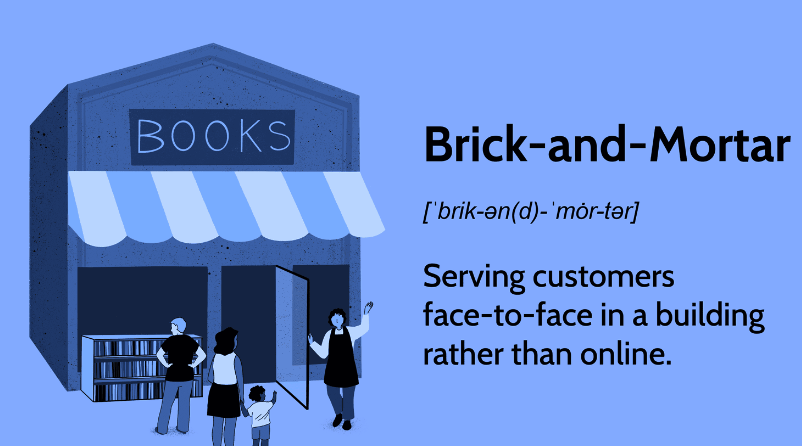 BOOKS
Brick-and-Mortar
[ˈbrik-ən(d)-ˈmȯr-tər]
Serving customers
face-to-face in a building
rather than online.